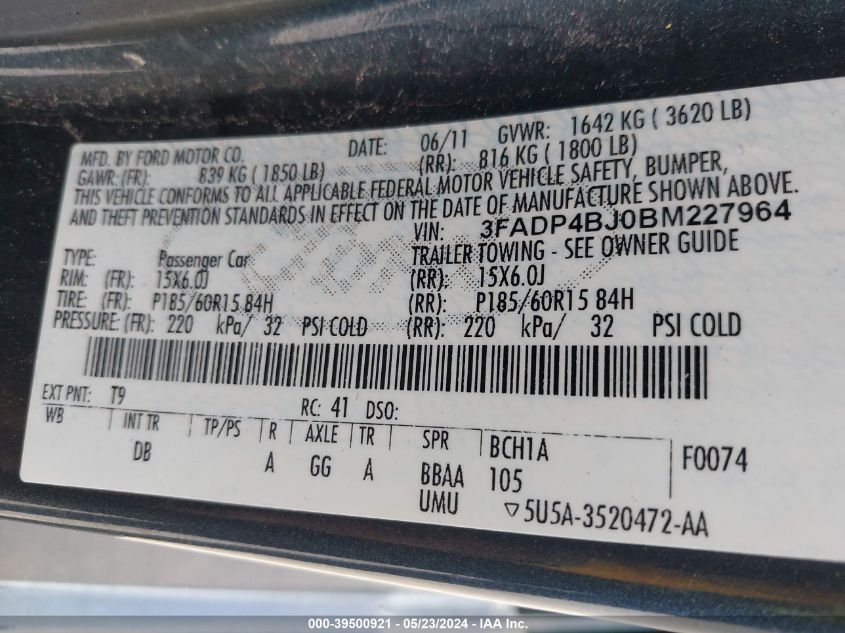 MFD. BY FORD MOTOR CO. DATE: 06/11 GVWR: 1642 KG ( 3620 LB)
GAWR: (FR): 839 KG ( 1850 LB) (RR): 816 KG ( 1800 LB)
THIS VEHICLE CONFORMS TO ALL APPLICABLE FEDERAL MOTOR VEHICLE SAFETY, BUMPER,
AND THEFT PREVENTION STANDARDS IN EFFECT ON THE DATE OF MANUFACTURE SHOWN ABOVE.
VIN: 3FADP4BJ0BM227964
TYPE: Passenger Car TRAILER TOWING - SEE OWNER GUIDE
RIM: (FR): 15X6.0J (RR): 15X6.0J
TIRE: (FR): P185/60R15 84H (RR): P185/60R15 84H
PRESSURE: (FR): 220 kPa/ 32 PSI COLD (RR): 220 kPa/ 32 PSI COLD
EXT PNT: T9 RC: 41 DSO:
WB INT TR TP/PS R AXLE TR SPR BCH1A F0074
DB A GG A BBAA 105
UMU ▽5U5A-3520472-AA
000-39500921 - 05/23/2024 - IAA Inc.